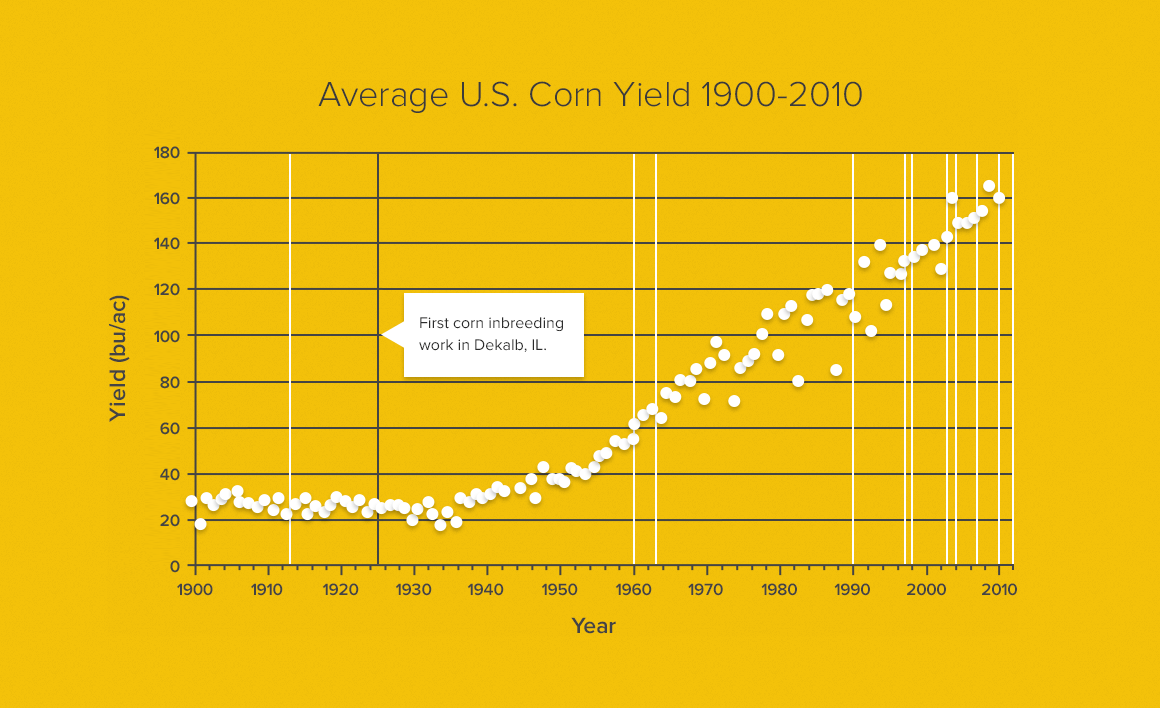 Average U.S. Corn Yield 1900-2010
Yield (bu/ac)
180
160
140
120
100
80
60
40
20
0
First corn inbreeding
work in Dekalb, IL.
1900 1910 1920 1930 1940 1950 1960 1970 1980 1990 2000 2010
Year